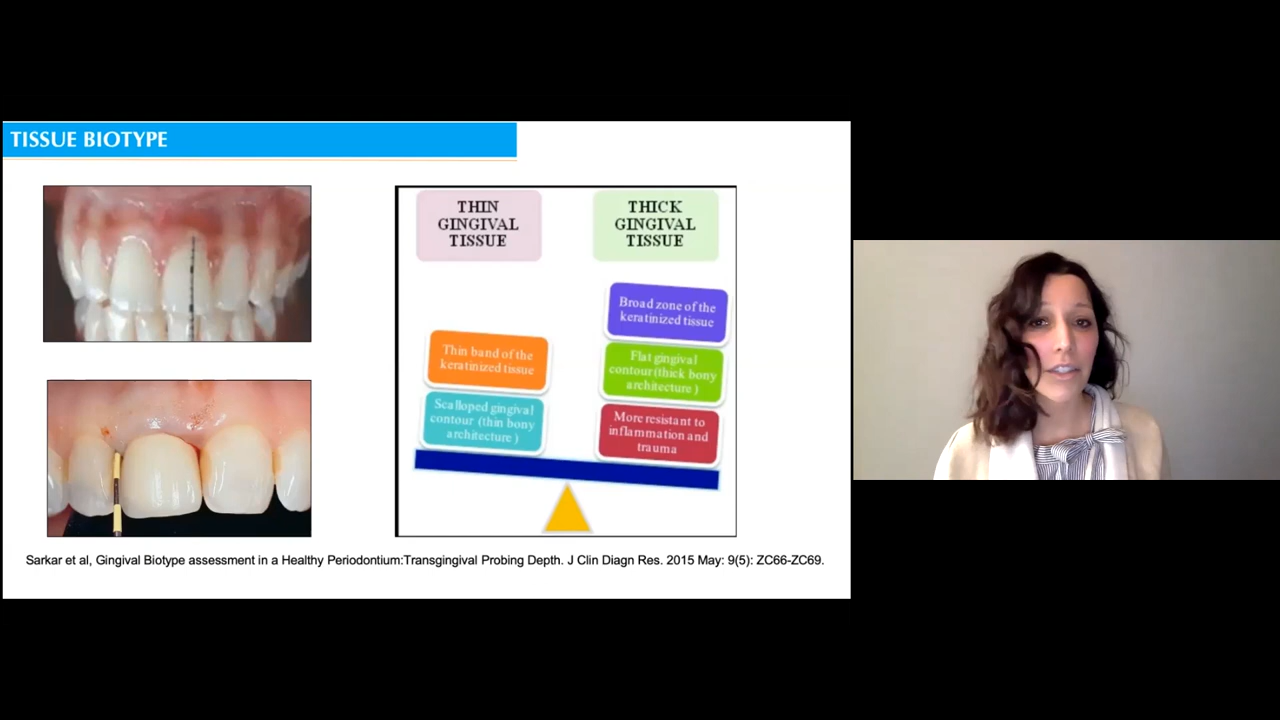 TISSUE BIOTYPE
THIN
GINGIVAL
TISSUE
THICK
GINGIVAL
TISSUE
Thin band of the
keratinized tissue
Scalloped gingival
contour (thin bony
architecture )
Broad zone of the
keratinized tissue
Flat gingival
contour(thick bony
architecture )
More resistant to
inflammation and
trauma
Sarkar et al, Gingival Biotype assessment in a Healthy Periodontium:Transgingival Probing Depth. J Clin Diagn Res. 2015 May: 9(5): ZC66-ZC69.